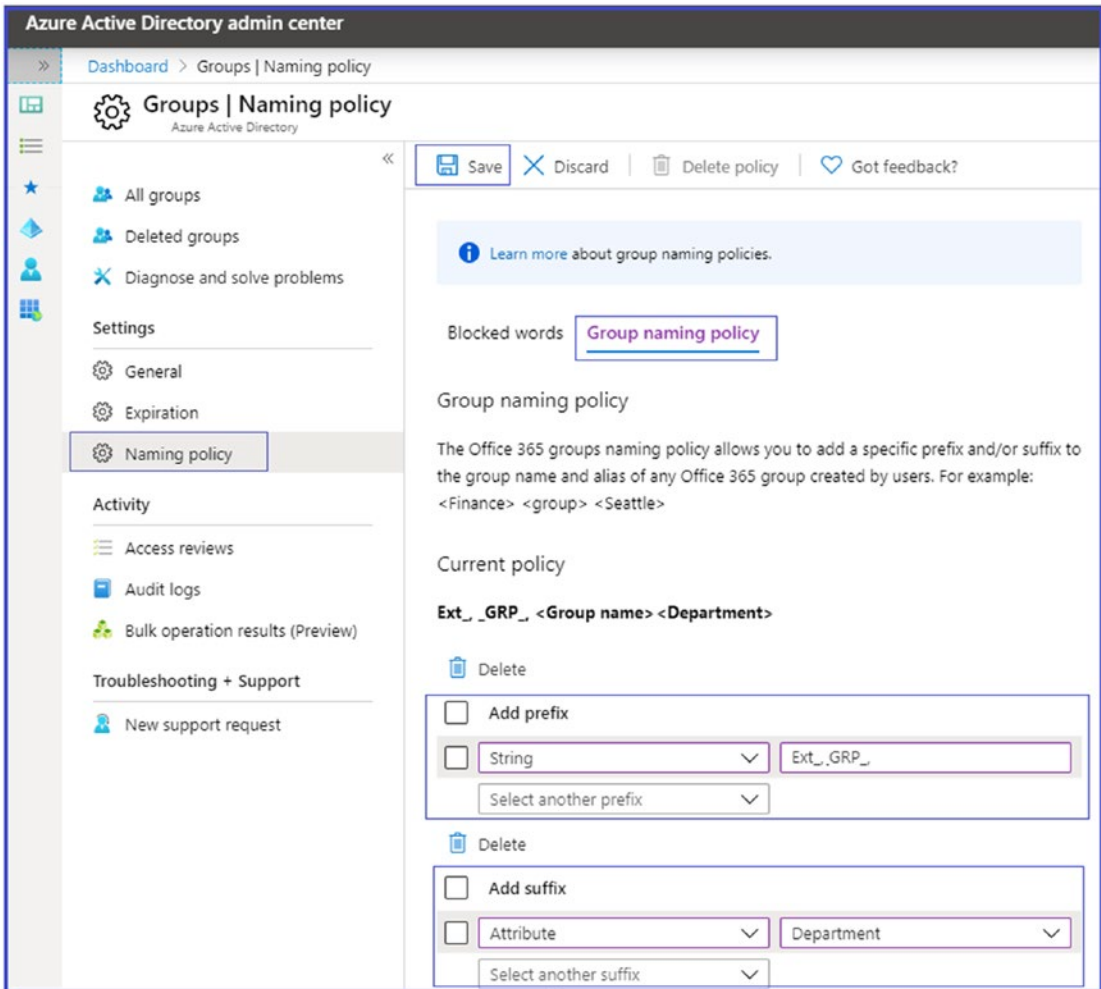 Azure Active Directory admin center
Dashboard > Groups | Naming policy
Groups | Naming policy
Azure Active Directory
All groups
Deleted groups
Diagnose and solve problems
Settings
General
Expiration
Naming policy
Activity
Access reviews
Audit logs
Bulk operation results (Preview)
Troubleshooting + Support
New support request
Save Discard Delete policy Got feedback?
Learn more about group naming policies.
Blocked words Group naming policy
Group naming policy
The Office 365 groups naming policy allows you to add a specific prefix and/or suffix to
the group name and alias of any Office 365 group created by users. For example:
<Finance> <group> <Seattle>
Current policy
Ext_, _GRP_, <Group name> <Department>
Delete
Add prefix
String Ext_, _GRP_,
Select another prefix
Delete
Add suffix
Attribute Department
Select another suffix